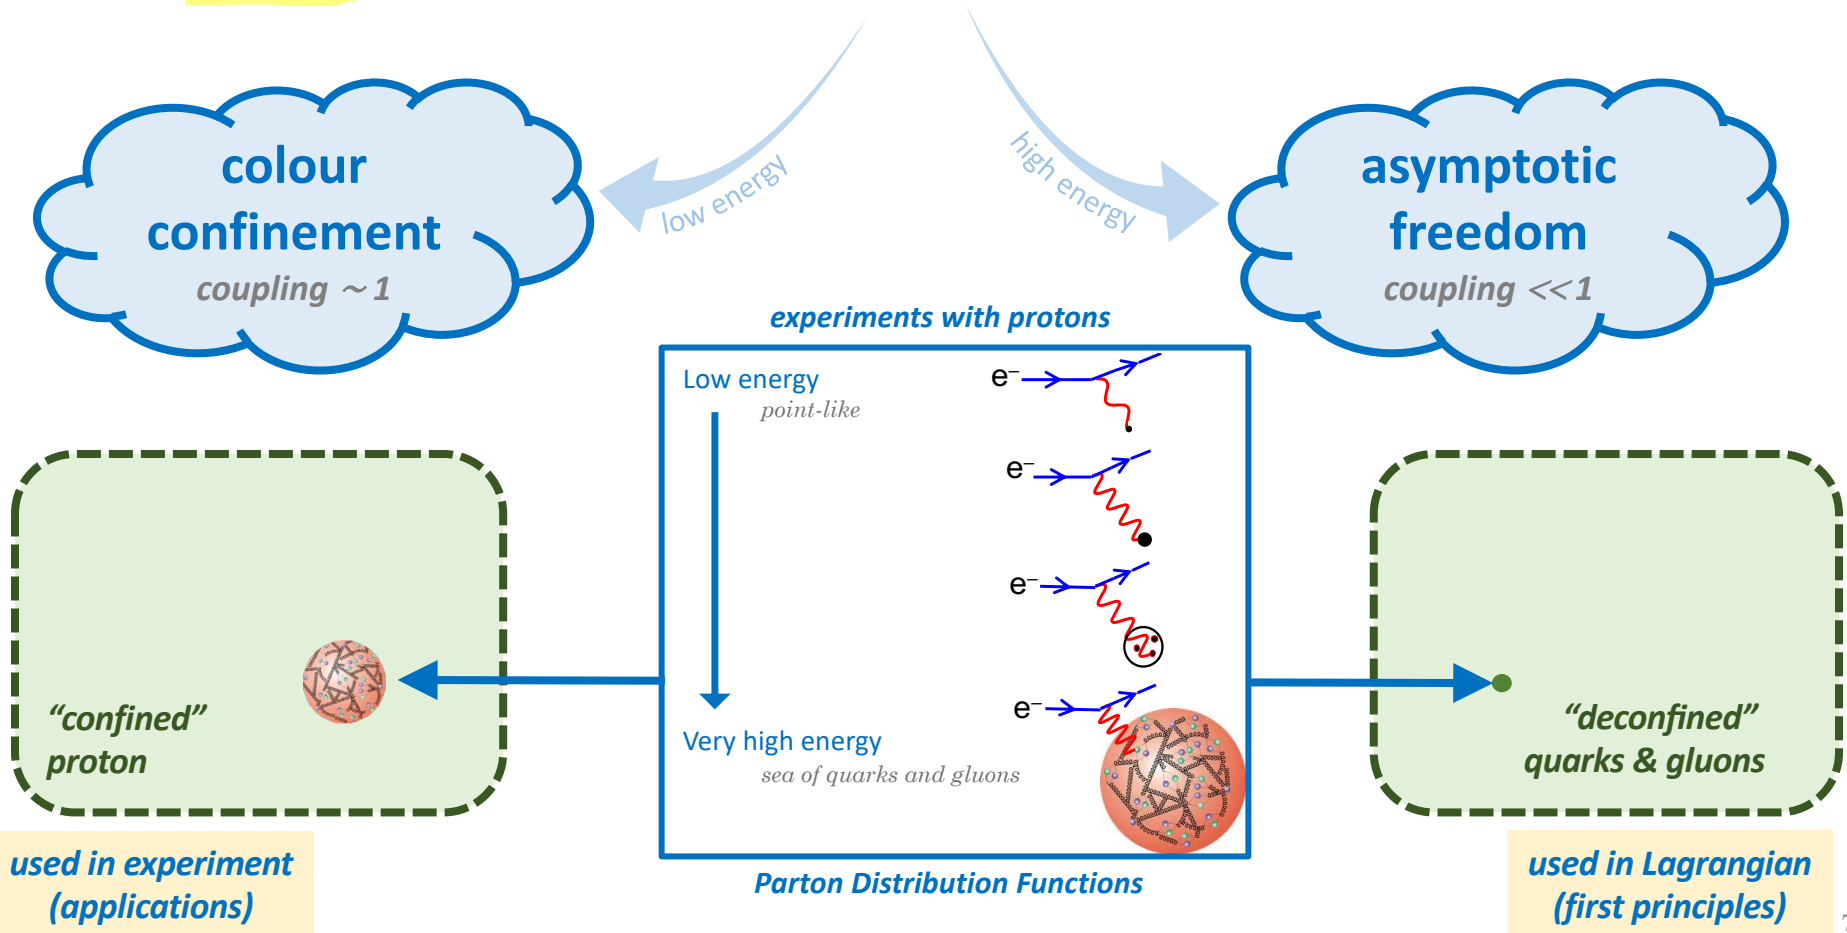 low energy
high energy
colour
confinement
coupling ~ 1
asymptotic
freedom
coupling << 1
experiments with protons
Low energy
point-like
e⁻
e⁻
e⁻
e⁻
Very high energy
sea of quarks and gluons
Parton Distribution Functions
“confined”
proton
“deconfined”
quarks & gluons
used in experiment
(applications)
used in Lagrangian
(first principles)